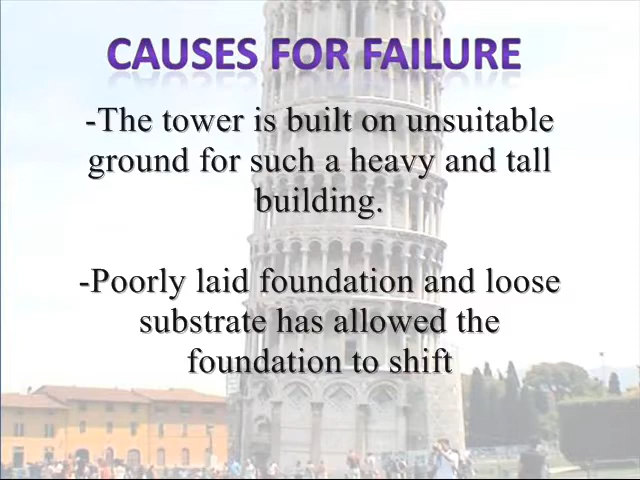 CAUSES FOR FAILURE
-The tower is built on unsuitable
ground for such a heavy and tall
building.
-Poorly laid foundation and loose
substrate has allowed the
foundation to shift